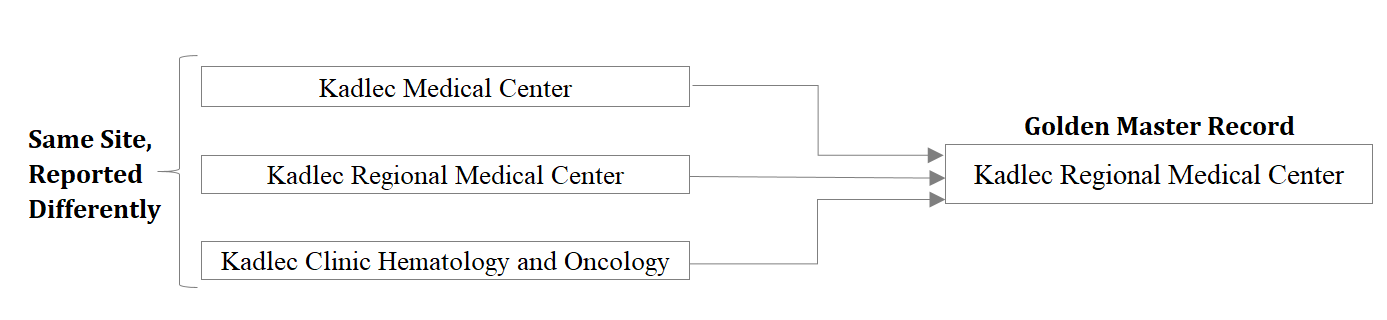 Same Site,
Reported
Differently
Kadlec Medical Center
Kadlec Regional Medical Center
Kadlec Clinic Hematology and Oncology
Golden Master Record
Kadlec Regional Medical Center